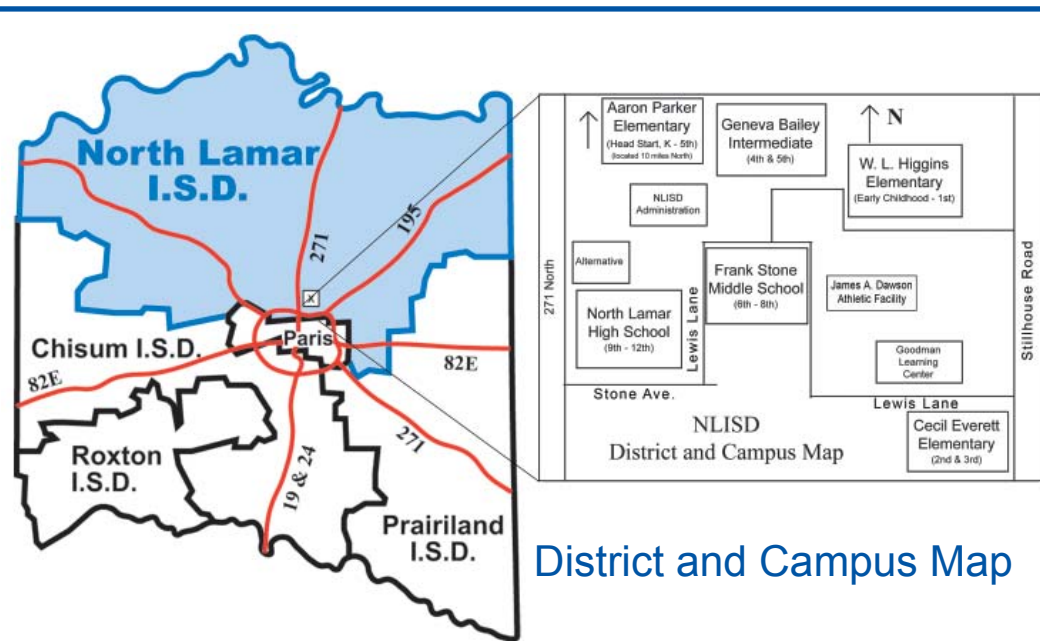 North Lamar
I.S.D.
271
195
X
Paris
Chisum I.S.D.
82E
82E
Roxton
I.S.D.
19 & 24
271
Prairiland
I.S.D.
Aaron Parker
Elementary
(Head Start, K - 5th)
(located 10 miles North)
Geneva Bailey
Intermediate
(4th & 5th)
N
W. L. Higgins
Elementary
(Early Childhood - 1st)
NLISD
Administration
271 North
Alternative
North Lamar
High School
(9th - 12th)
Lewis Lane
Frank Stone
Middle School
(6th - 8th)
James A. Dawson
Athletic Facility
Stillhouse Road
Goodman
Learning
Center
Stone Ave.
Lewis Lane
Cecil Everett
Elementary
(2nd & 3rd)
NLISD
District and Campus Map
District and Campus Map